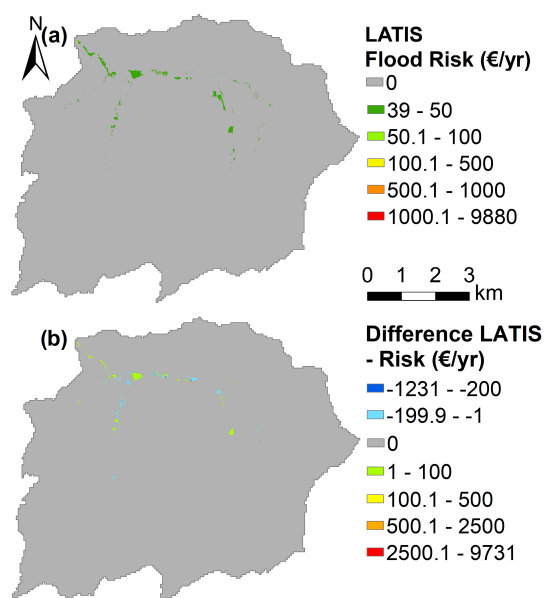 (a)
N
LATIS
Flood Risk (€/yr)
0
39 - 50
50.1 - 100
100.1 - 500
500.1 - 1000
1000.1 - 9880
0 1 2 3
km
(b)
Difference LATIS
- Risk (€/yr)
-1231 - -200
-199.9 - -1
0
1 - 100
100.1 - 500
500.1 - 2500
2500.1 - 9731